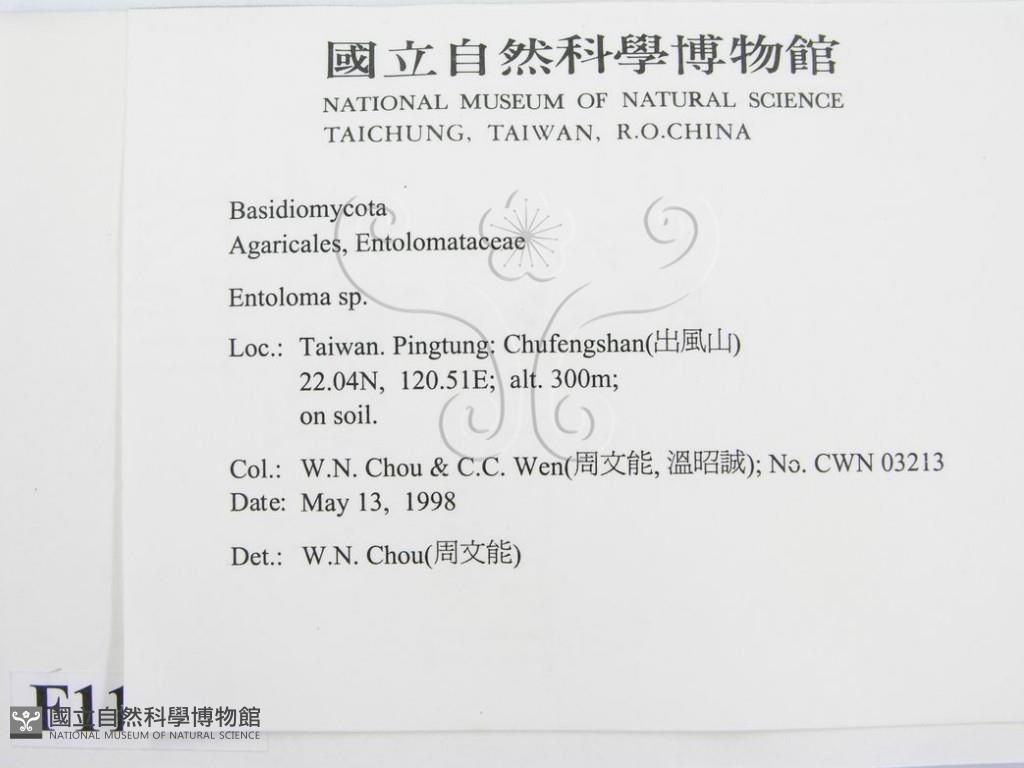 國立自然科學博物館
NATIONAL MUSEUM OF NATURAL SCIENCE
TAICHUNG, TAIWAN, R.O.CHINA
Basidiomycota
Agaricales, Entolomataceae
Entoloma sp.
Loc.: Taiwan. Pingtung: Chufengshan(出風山)
22.04N, 120.51E; alt. 300m;
on soil.
Col.: W.N. Chou & C.C. Wen(周文能, 溫昭誠); No. CWN 03213
Date: May 13, 1998
Det.: W.N. Chou(周文能)
F11
國立自然科學博物館
NATIONAL MUSEUM OF NATURAL SCIENCE